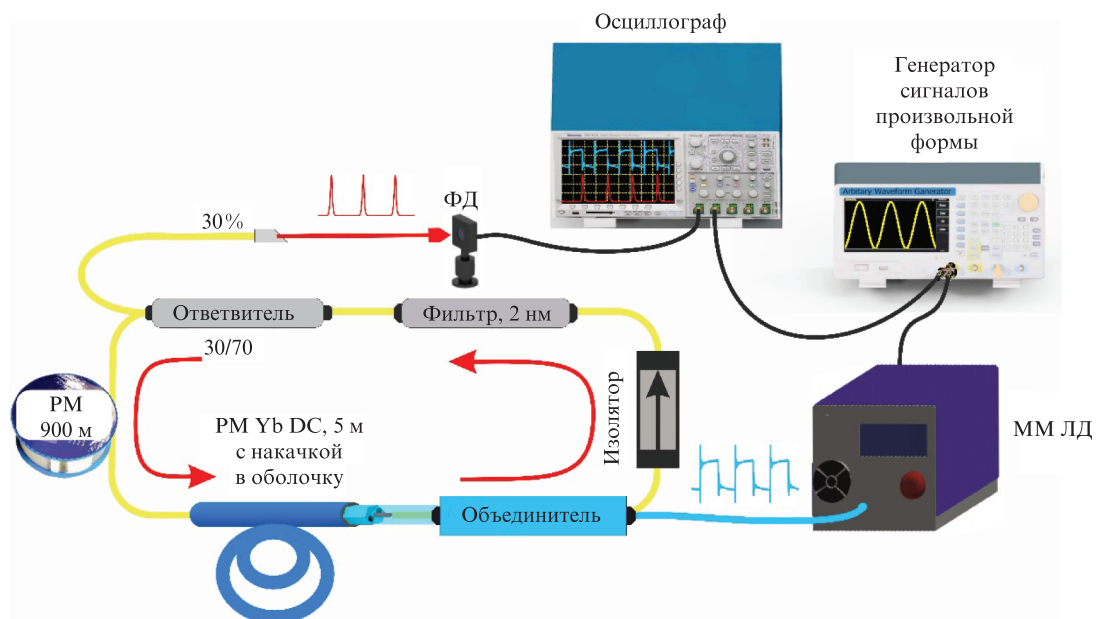 Осциллограф
Генератор
сигналов
произвольной
формы
Arbitrary Waveform Generator
ФД
30%
Ответвитель
Фильтр, 2 нм
30/70
PM
900 м
PM Yb DC, 5 м
с накачкой
в оболочку
Изолятор
ММ ЛД
Объединитель